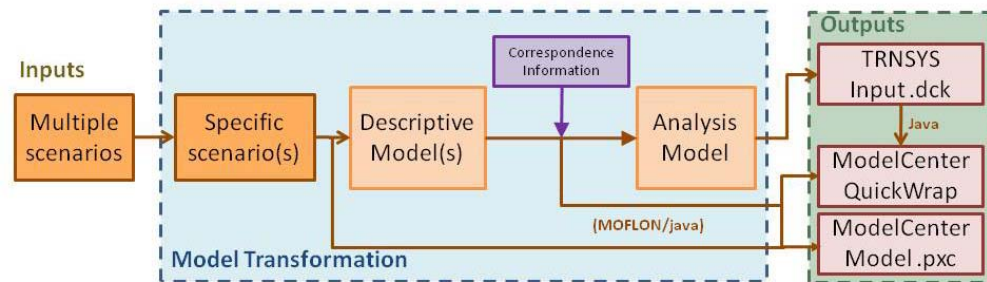 Inputs
Multiple
scenarios
Specific
scenario(s)
Descriptive
Model(s)
Correspondence
Information
Analysis
Model
(MOFLON/java)
Model Transformation
Outputs
TRNSYS
Input.dck
Java
ModelCenter
QuickWrap
ModelCenter
Model.pxc